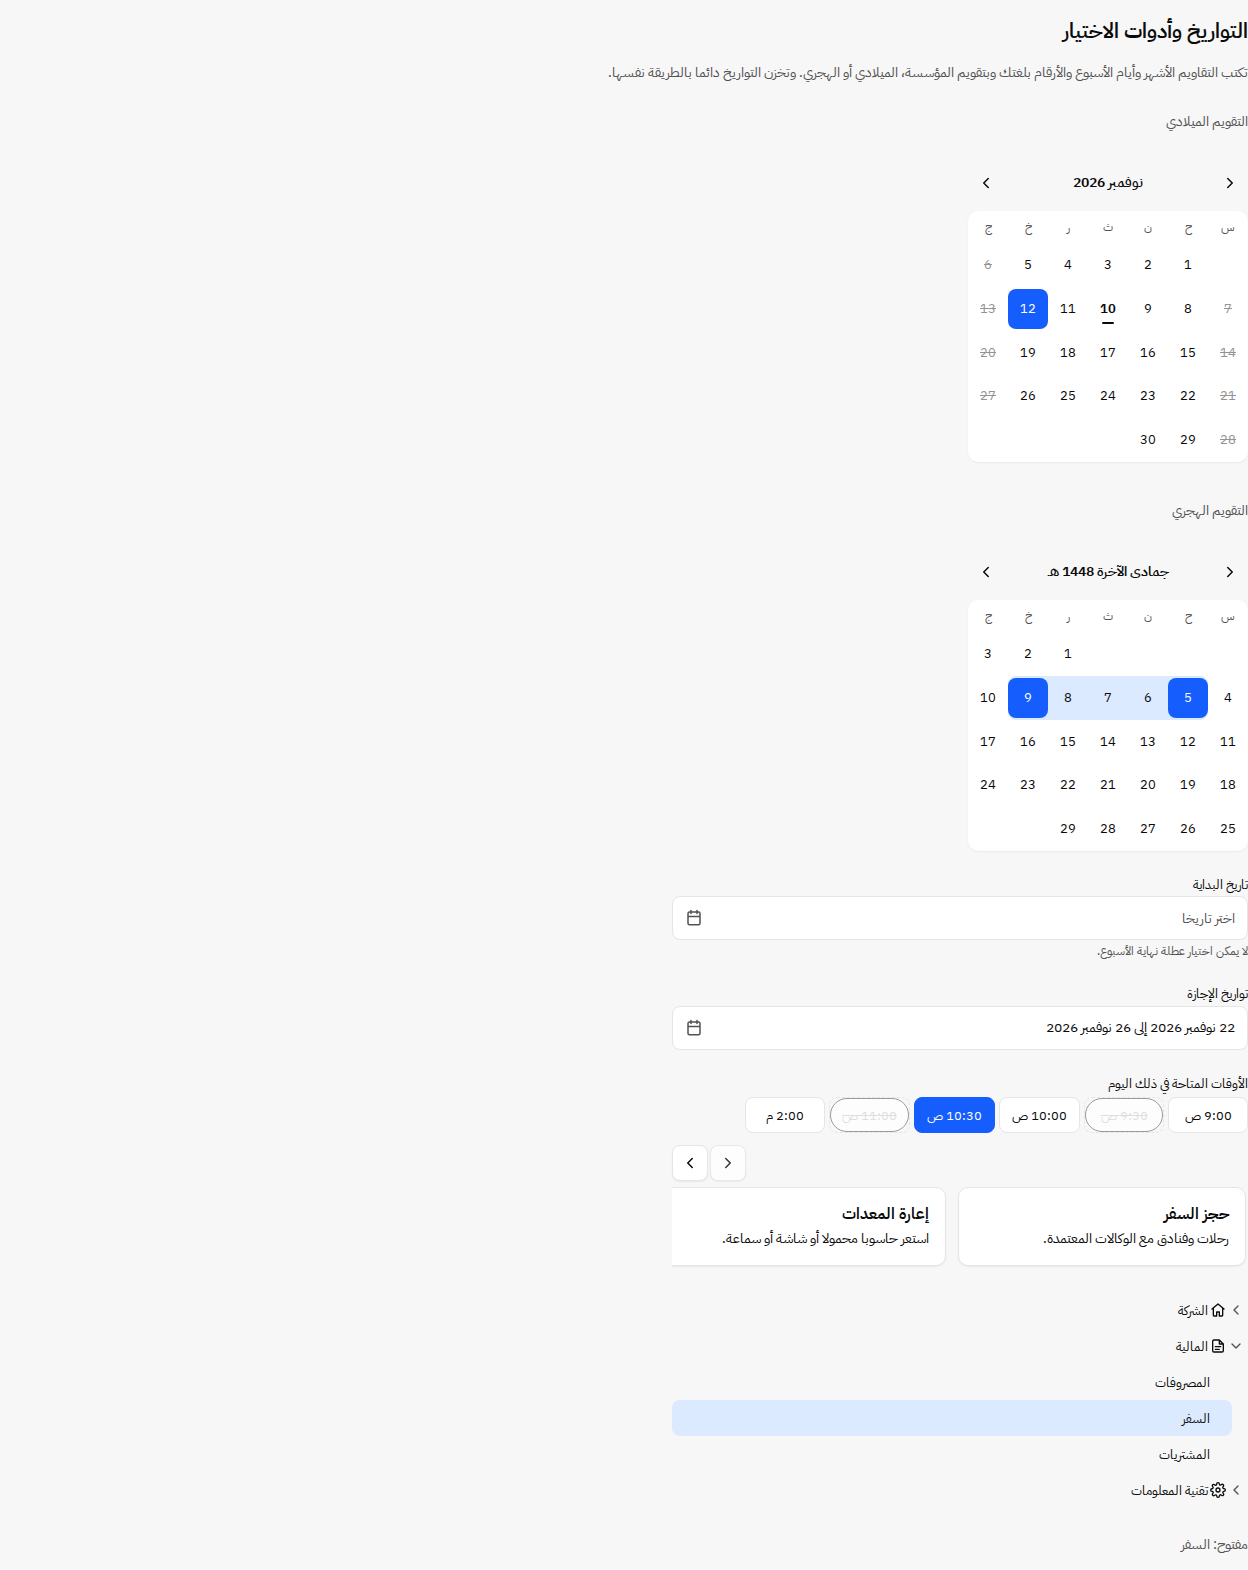 التواريخ وأدوات الاختيار
تكتب التقاويم الأشهر وأيام الأسبوع والأرقام بلغتك وبتقويم المؤسسة، الميلادي أو الهجري. وتخزن التواريخ دائما بالطريقة نفسها.
التقويم الميلادي
نوفمبر 2026
س ح ن ث ر خ ج
1 2 3 4 5 6
7 8 9 10 11 12 13
14 15 16 17 18 19 20
21 22 23 24 25 26 27
28 29 30
التقويم الهجري
جمادى الآخرة 1448 هـ
س ح ن ث ر خ ج
1 2 3
4 5 6 7 8 9 10
11 12 13 14 15 16 17
18 19 20 21 22 23 24
25 26 27 28 29
تاريخ البداية
اختر تاريخا
لا يمكن اختيار عطلة نهاية الأسبوع.
تواريخ الإجازة
22 نوفمبر 2026 إلى 26 نوفمبر 2026
الأوقات المتاحة في ذلك اليوم
9:00 ص 9:30 ص 10:00 ص 10:30 ص 11:00 ص 2:00 م
حجز السفر
رحلات وفنادق مع الوكالات المعتمدة.
إعارة المعدات
استعر حاسوبا محمولا أو شاشة أو سماعة.
الشركة
المالية
المصروفات
السفر
المشتريات
تقنية المعلومات
مفتوح: السفر